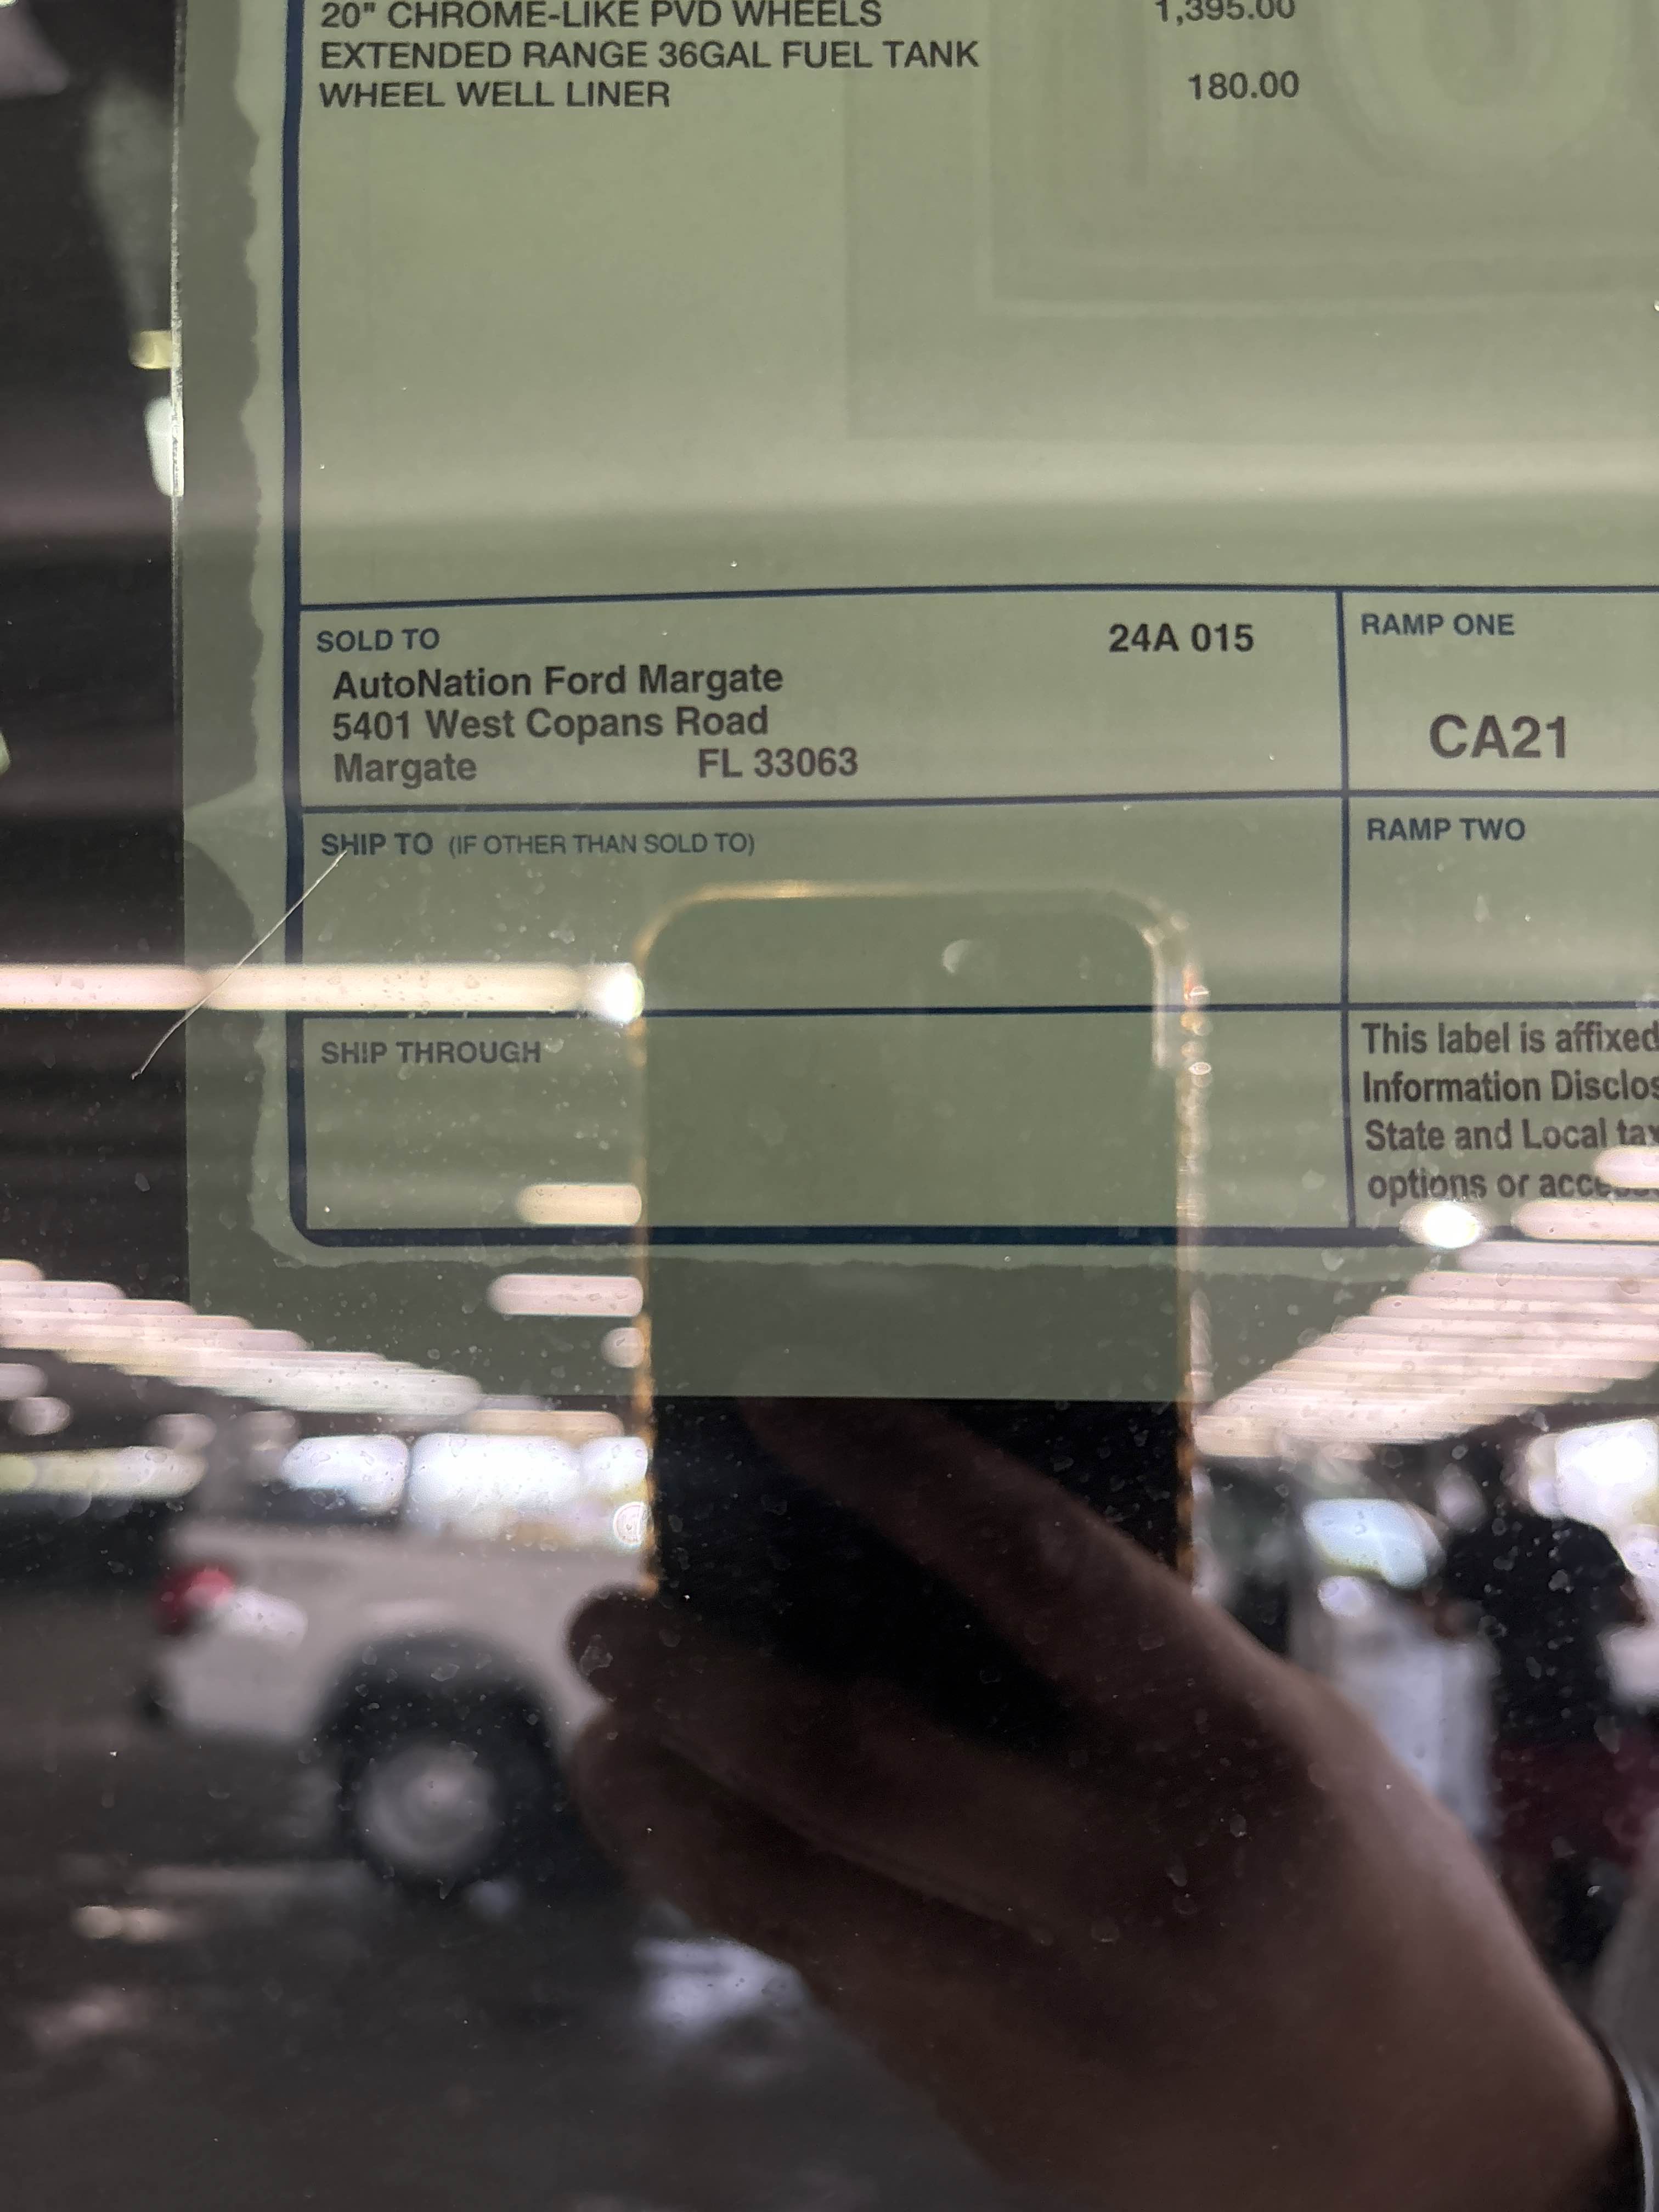 20" CHROME-LIKE PVD WHEELS 1,395.00
EXTENDED RANGE 36GAL FUEL TANK
WHEEL WELL LINER 180.00
SOLD TO 24A 015
AutoNation Ford Margate
5401 West Copans Road
Margate FL 33063
RAMP ONE
CA21
SHIP TO (IF OTHER THAN SOLD TO)
RAMP TWO
SHIP THROUGH
This label is affixed
Information Disclos
State and Local tax
options or